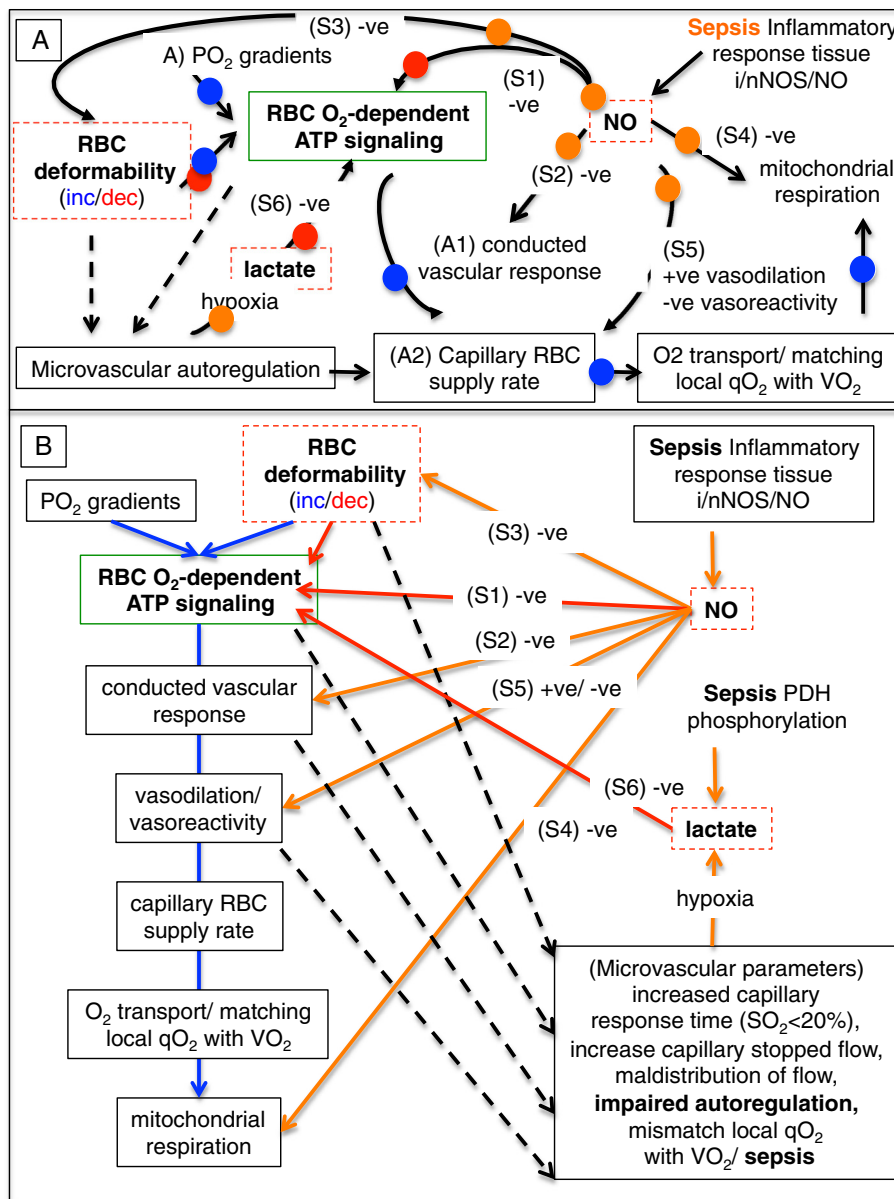 A
(S3) -ve
A) PO2 gradients
Sepsis Inflammatory
response tissue
i/nNOS/NO
(S1)
-ve
RBC O2-dependent
ATP signaling
NO
RBC
deformability
(inc/dec)
(S4) -ve
mitochondrial
respiration
(S2) -ve
(S6) -ve
lactate
hypoxia
(A1) conducted
vascular response
(S5)
+ve vasodilation
-ve vasoreactivity
Microvascular autoregulation
(A2) Capillary RBC
supply rate
O2 transport/ matching
local qO2 with VO2
B
RBC
deformability
(inc/dec)
Sepsis Inflammatory
response tissue
i/nNOS/NO
PO2 gradients
(S3) -ve
RBC O2-dependent
ATP signaling
(S1) -ve
NO
(S2) -ve
conducted vascular
response
(S5) +ve/ -ve
Sepsis PDH
phosphorylation
vasodilation/
vasoreactivity
(S6) -ve
(S4) -ve
lactate
capillary RBC
supply rate
hypoxia
O2 transport/ matching
local qO2 with VO2
mitochondrial
respiration
(Microvascular parameters)
increased capillary
response time (SO2<20%),
increase capillary stopped flow,
maldistribution of flow,
impaired autoregulation,
mismatch local qO2
with VO2/ sepsis